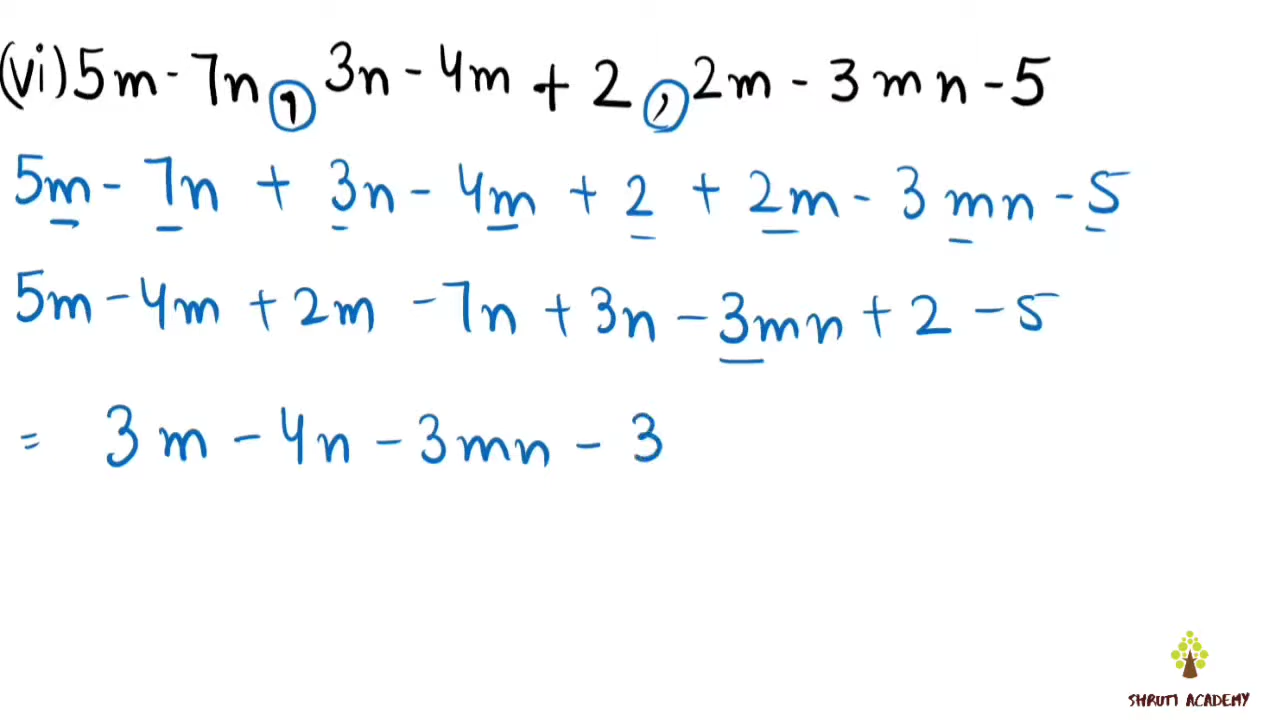 (vi) 5m - 7n, 3n - 4m + 2, 2m - 3mn - 5
5m - 7n + 3n - 4m + 2 + 2m - 3mn - 5
5m - 4m + 2m - 7n + 3n - 3mn + 2 - 5
= 3m - 4n - 3mn - 3
SHRUTI ACADEMY